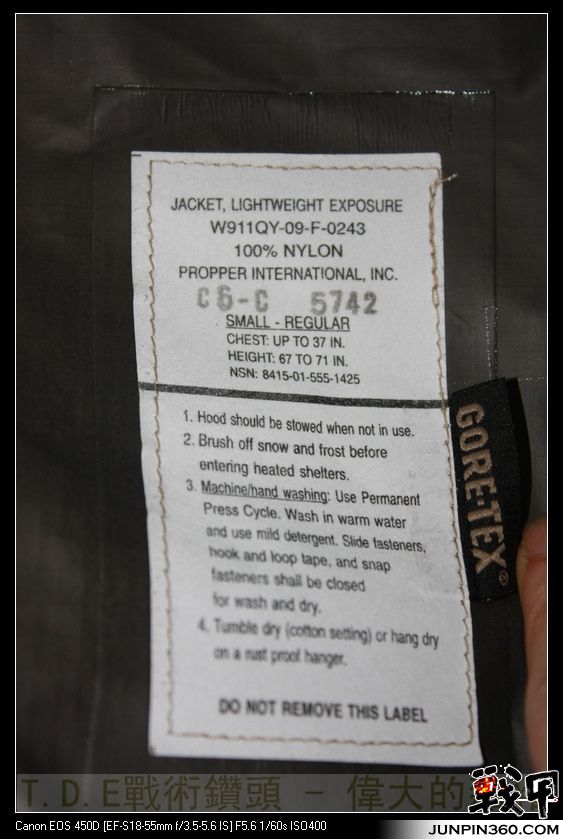 JACKET, LIGHTWEIGHT EXPOSURE
W911QY-09-F-0243
100% NYLON
PROPPER INTERNATIONAL, INC.
C6-C 5742
SMALL - REGULAR
CHEST: UP TO 37 IN.
HEIGHT: 67 TO 71 IN.
NSN: 8415-01-555-1425
1. Hood should be stowed when not in use.
2. Brush off snow and frost before
entering heated shelters.
3. Machine/hand washing: Use Permanent
Press Cycle. Wash in warm water
and use mild detergent. Slide fasteners,
hook and loop tape, and snap
fasteners shall be closed
for wash and dry.
4. Tumble dry (cotton setting) or hang dry
on a rust proof hanger.
DO NOT REMOVE THIS LABEL
GORE-TEX®
T.D.E戰術鑽頭 - 偉大的
戰甲
Canon EOS 450D [EF-S18-55mm f/3.5-5.6 IS] F5.6 1/60s ISO400
JUNPIN360.COM